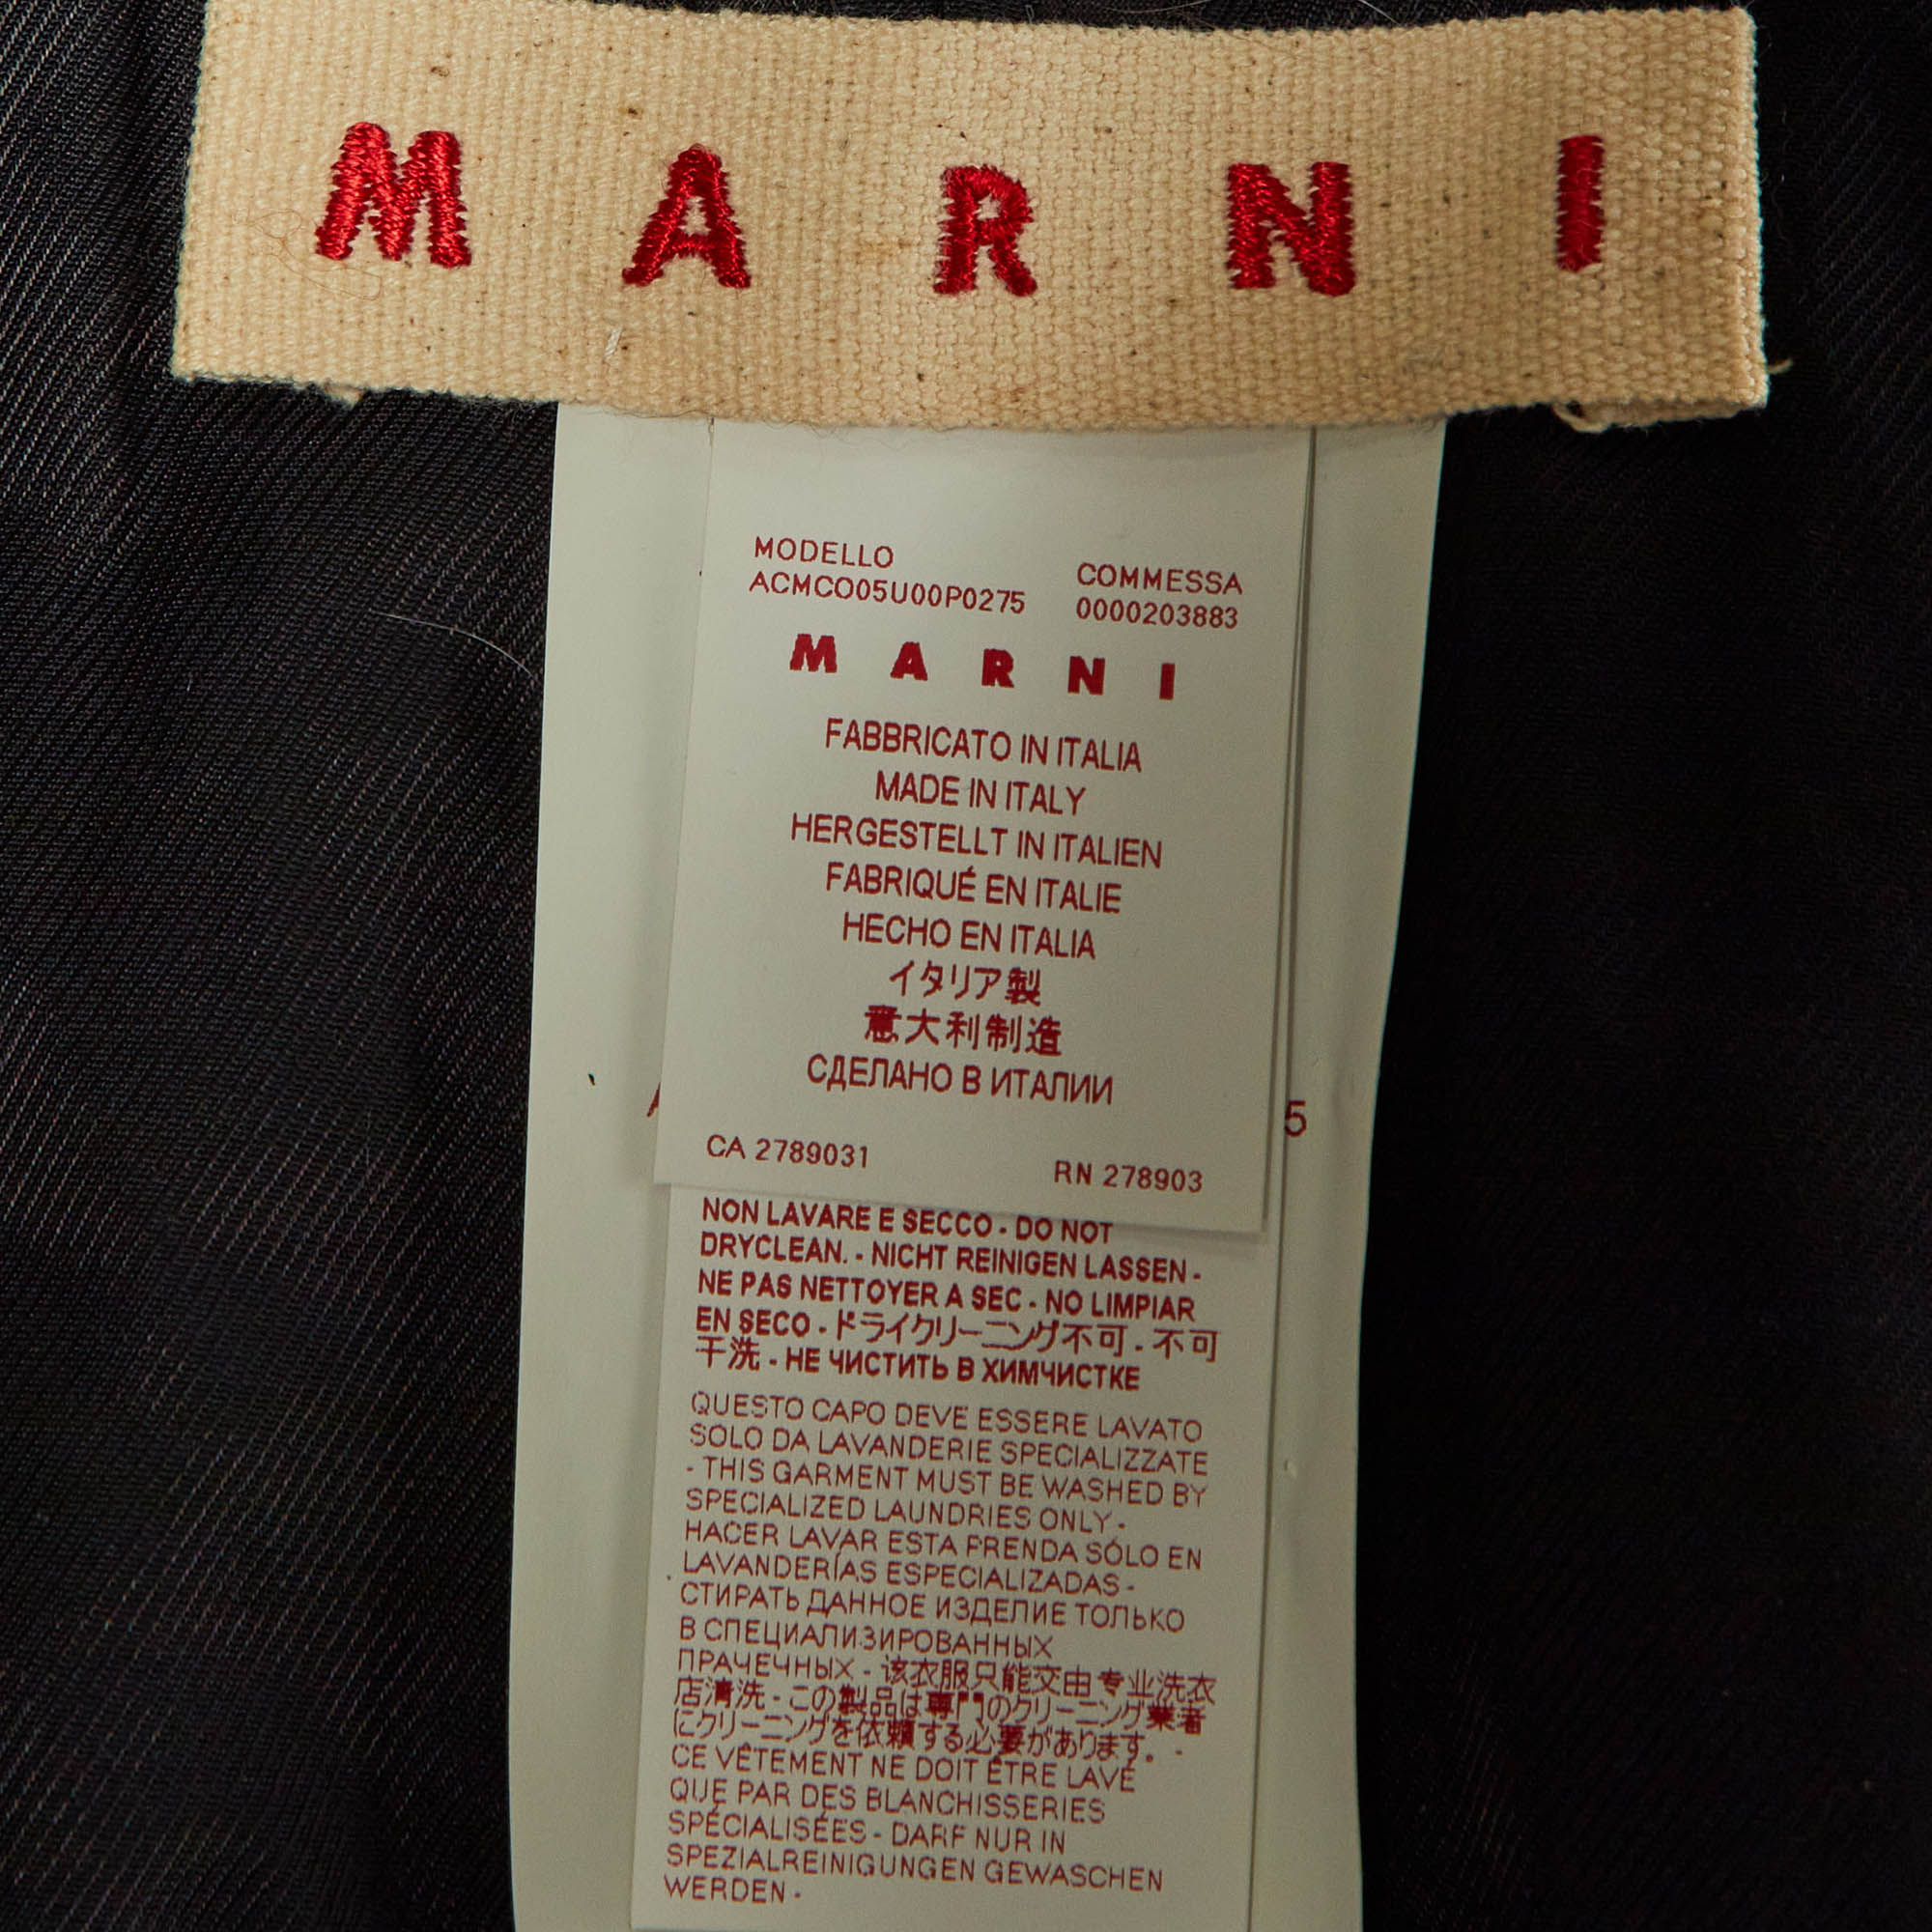 MARNI
MODELLO
ACMCO05U00P0275
COMMESSA
0000203883
MARNI
FABBRICATO IN ITALIA
MADE IN ITALY
HERGESTELLT IN ITALIEN
FABRIQUÉ EN ITALIE
HECHO EN ITALIA
イタリア製
意大利制造
СДЕЛАНО В ИТАЛИИ
5
CA 2789031
RN 278903
NON LAVARE E SECCO - DO NOT
DRYCLEAN. - NICHT REINIGEN LASSEN -
NE PAS NETTOYER A SEC - NO LIMPIAR
EN SECO - ドライクリーニング不可 - 不可
干洗 - НЕ ЧИСТИТЬ В ХИМЧИСТКЕ
QUESTO CAPO DEVE ESSERE LAVATO
SOLO DA LAVANDERIE SPECIALIZZATE
- THIS GARMENT MUST BE WASHED BY
SPECIALIZED LAUNDRIES ONLY -
HACER LAVAR ESTA PRENDA SÓLO EN
LAVANDERÍAS ESPECIALIZADAS -
СТИРАТЬ ДАННОЕ ИЗДЕЛИЕ ТОЛЬКО
В СПЕЦИАЛИЗИРОВАННЫХ
ПРАЧЕЧНЫХ - 该衣服只能交由专业洗衣
店清洗 - この製品は専門のクリーニング業者
にクリーニングを依頼する必要があります。 -
CE VÊTEMENT NE DOIT ÊTRE LAVÉ
QUE PAR DES BLANCHISSERIES
SPÉCIALISÉES - DARF NUR IN
SPEZIALREINIGUNGEN GEWASCHEN
WERDEN -